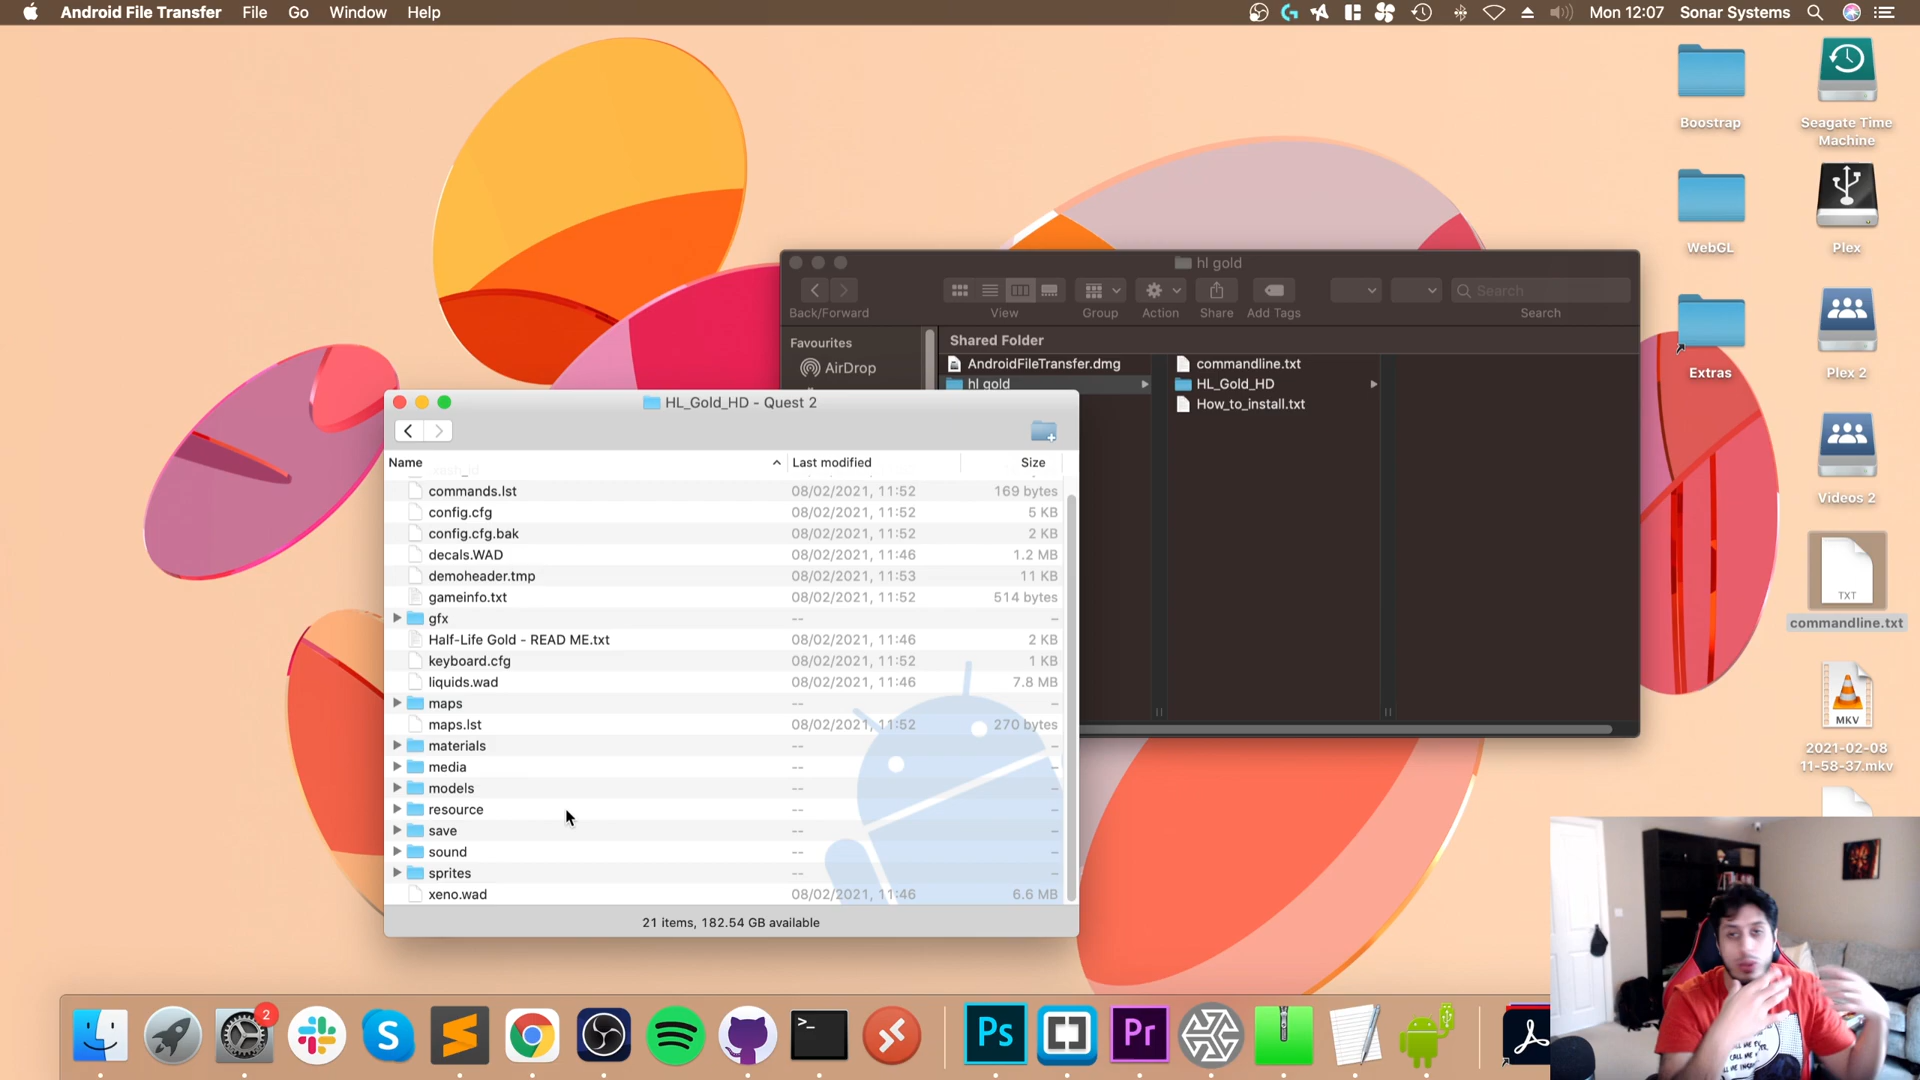 Android File Transfer File Go Window Help
Mon 12:07 Sonar Systems
Boostrap
Seagate Time
Machine
WebGL
Plex
Extras
Plex 2
Videos 2
TXT
commandline.txt
MKV
2021-02-08
11-58-37.mkv
hl gold
Search
Back/Forward View Group Action Share Add Tags Search
Favourites
AirDrop
Shared Folder
AndroidFileTransfer.dmg
hl gold
commandline.txt
HL_Gold_HD
How_to_install.txt
HL_Gold_HD - Quest 2
Name Last modified Size
commands.lst 08/02/2021, 11:52 169 bytes
config.cfg 08/02/2021, 11:52 5 KB
config.cfg.bak 08/02/2021, 11:52 2 KB
decals.WAD 08/02/2021, 11:46 1.2 MB
demoheader.tmp 08/02/2021, 11:53 11 KB
gameinfo.txt 08/02/2021, 11:52 514 bytes
gfx -- --
Half-Life Gold - READ ME.txt 08/02/2021, 11:46 2 KB
keyboard.cfg 08/02/2021, 11:52 1 KB
liquids.wad 08/02/2021, 11:46 7.8 MB
maps -- --
maps.lst 08/02/2021, 11:52 270 bytes
materials -- --
media -- --
models -- --
resource -- --
save -- --
sound -- --
sprites -- --
xeno.wad 08/02/2021, 11:46 6.6 MB
21 items, 182.54 GB available
2
S
>_
Ps
Pr